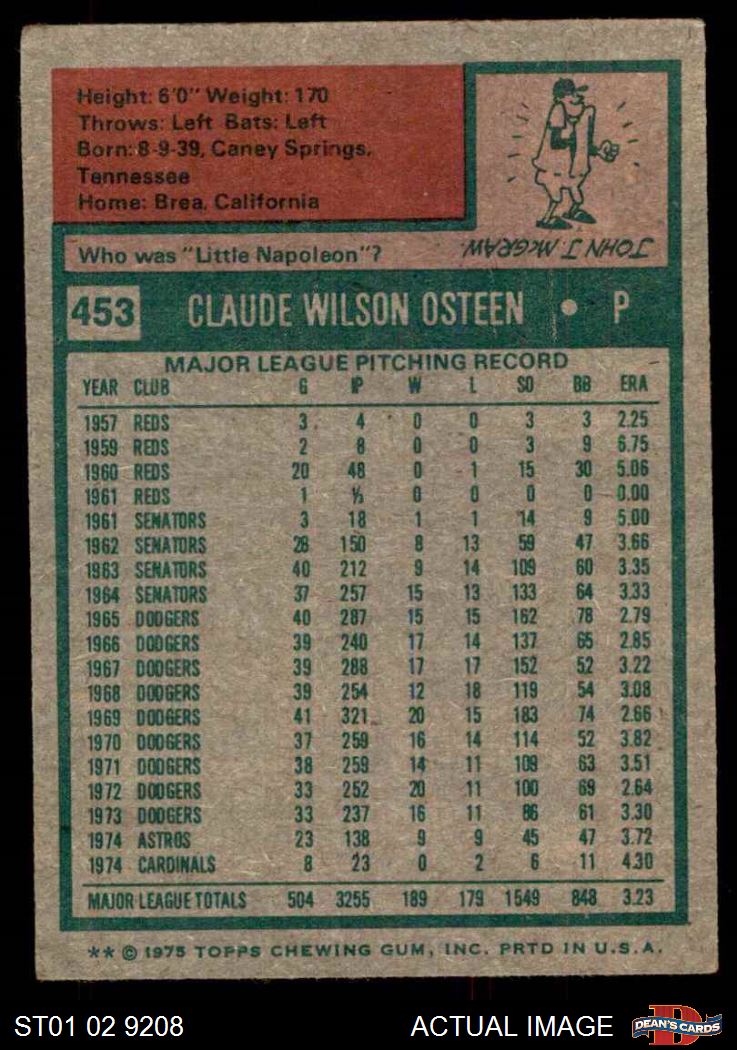 Height: 6'0" Weight: 170
Throws: Left Bats: Left
Born: 8-9-39, Caney Springs,
Tennessee
Home: Brea, California
Who was "Little Napoleon"?
JOHN J. McGRAW.
453 CLAUDE WILSON OSTEEN • P
MAJOR LEAGUE PITCHING RECORD
YEAR CLUB G IP W L SO BB ERA
1957 REDS 3 4 0 0 3 3 2.25
1959 REDS 2 8 0 0 3 9 6.75
1960 REDS 20 48 0 1 15 30 5.06
1961 REDS 1 ⅓ 0 0 0 0 0.00
1961 SENATORS 3 18 1 1 14 9 5.00
1962 SENATORS 28 150 8 13 59 47 3.66
1963 SENATORS 40 212 9 14 109 60 3.35
1964 SENATORS 37 257 15 13 133 64 3.33
1965 DODGERS 40 287 15 15 162 78 2.79
1966 DODGERS 39 240 17 14 137 65 2.85
1967 DODGERS 39 288 17 17 152 52 3.22
1968 DODGERS 39 254 12 18 119 54 3.08
1969 DODGERS 41 321 20 15 183 74 2.66
1970 DODGERS 37 259 16 14 114 52 3.82
1971 DODGERS 38 259 14 11 109 63 3.51
1972 DODGERS 33 252 20 11 100 69 2.64
1973 DODGERS 33 237 16 11 86 61 3.30
1974 ASTROS 23 138 9 9 45 47 3.72
1974 CARDINALS 8 23 0 2 6 11 4.30
MAJOR LEAGUE TOTALS 504 3255 189 179 1549 848 3.23
** © 1975 TOPPS CHEWING GUM, INC. PRTD IN U.S.A.
ST01 02 9208 ACTUAL IMAGE
D
DEAN'S CARDS